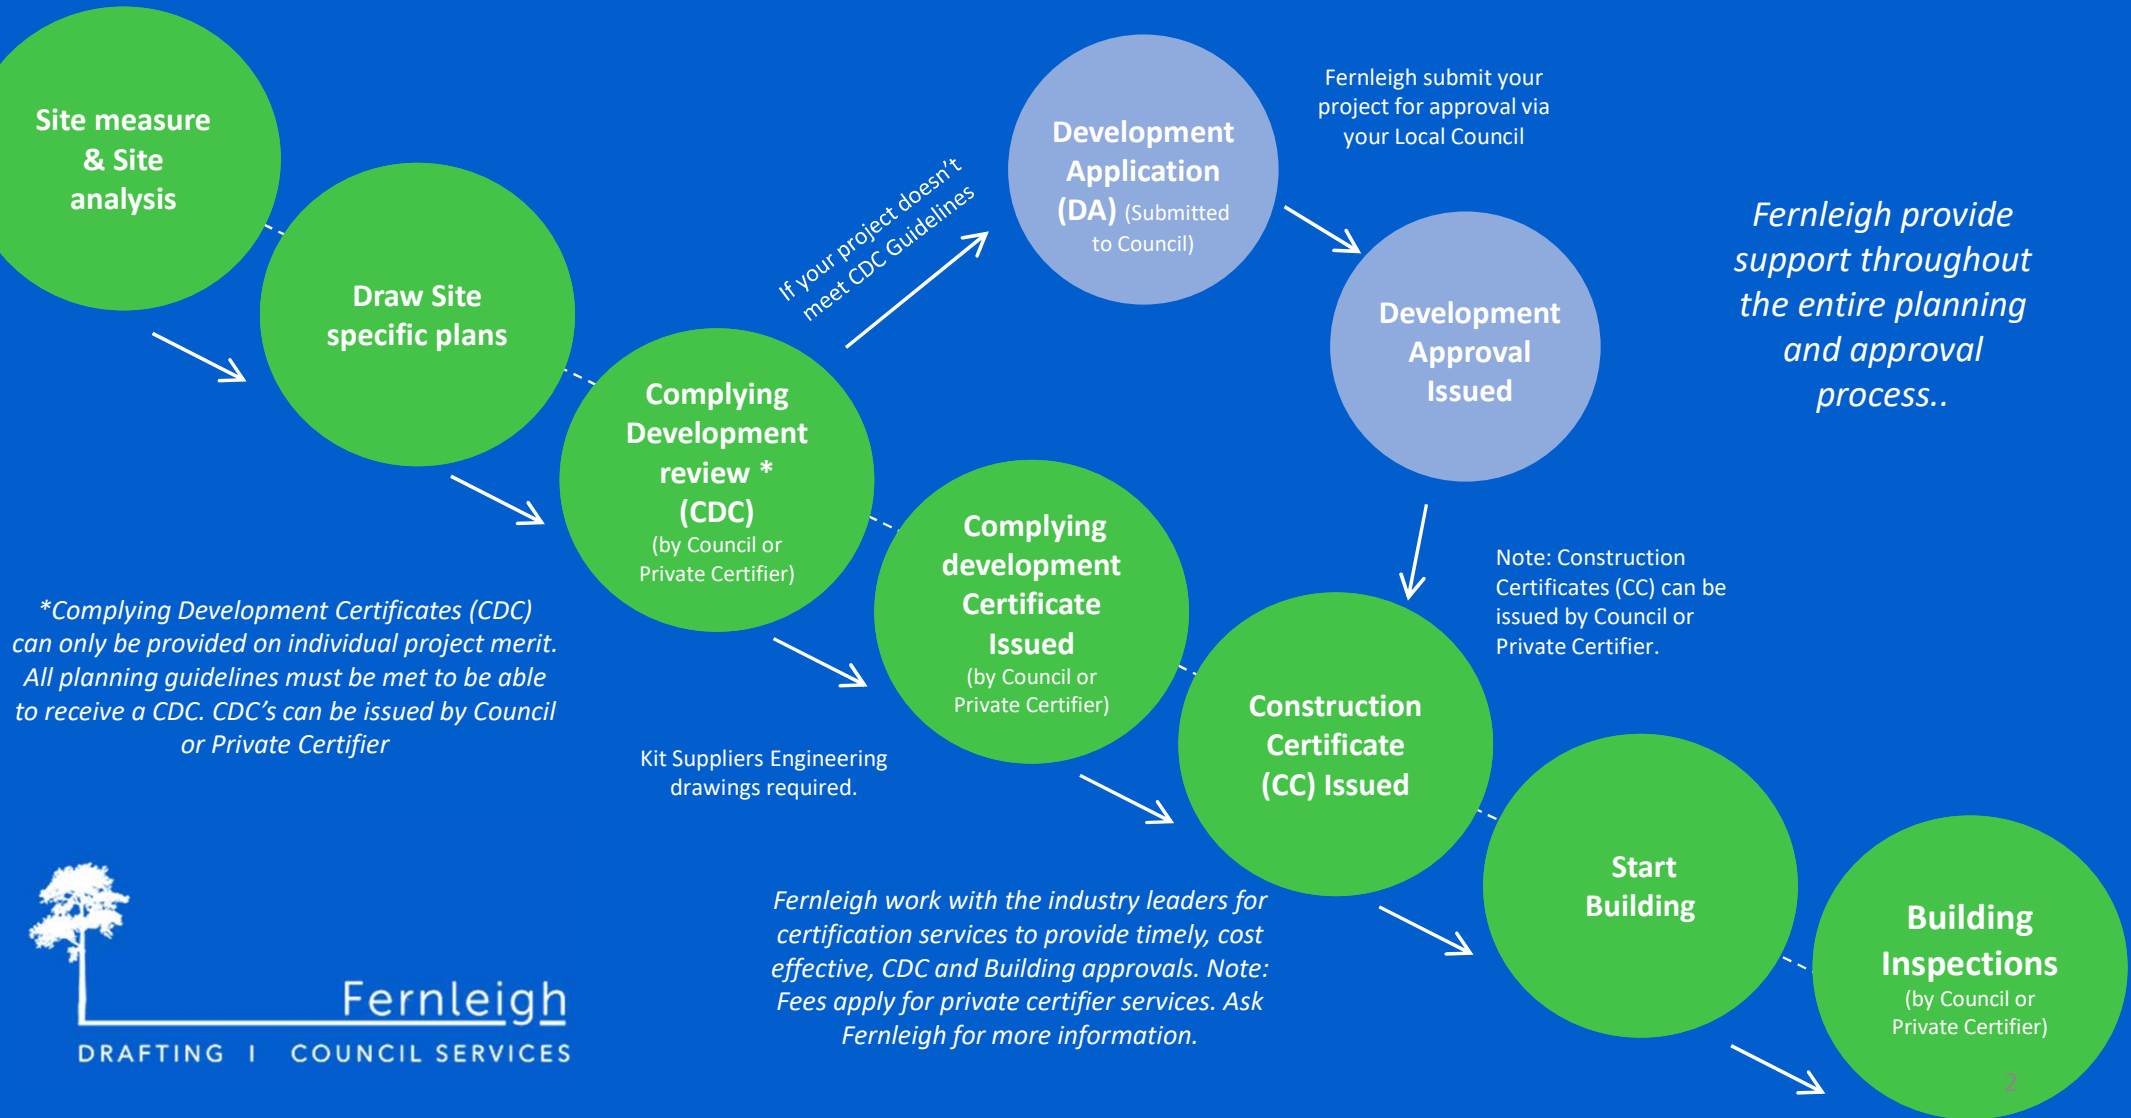 Site measure
& Site
analysis
Draw Site
specific plans
Complying
Development
review *
(CDC)
(by Council or
Private Certifier)
If your project doesn't
meet CDC Guidelines
Development
Application
(DA) (Submitted
to Council)
Fernleigh submit your
project for approval via
your Local Council
Development
Approval
Issued
Fernleigh provide
support throughout
the entire planning
and approval
process..
Complying
development
Certificate
Issued
(by Council or
Private Certifier)
Note: Construction
Certificates (CC) can be
issued by Council or
Private Certifier.
*Complying Development Certificates (CDC)
can only be provided on individual project merit.
All planning guidelines must be met to be able
to receive a CDC. CDC’s can be issued by Council
or Private Certifier
Kit Suppliers Engineering
drawings required.
Construction
Certificate
(CC) Issued
Start
Building
Building
Inspections
(by Council or
Private Certifier)
Fernleigh work with the industry leaders for
certification services to provide timely, cost
effective, CDC and Building approvals. Note:
Fees apply for private certifier services. Ask
Fernleigh for more information.
Fernleigh
DRAFTING I COUNCIL SERVICES
2